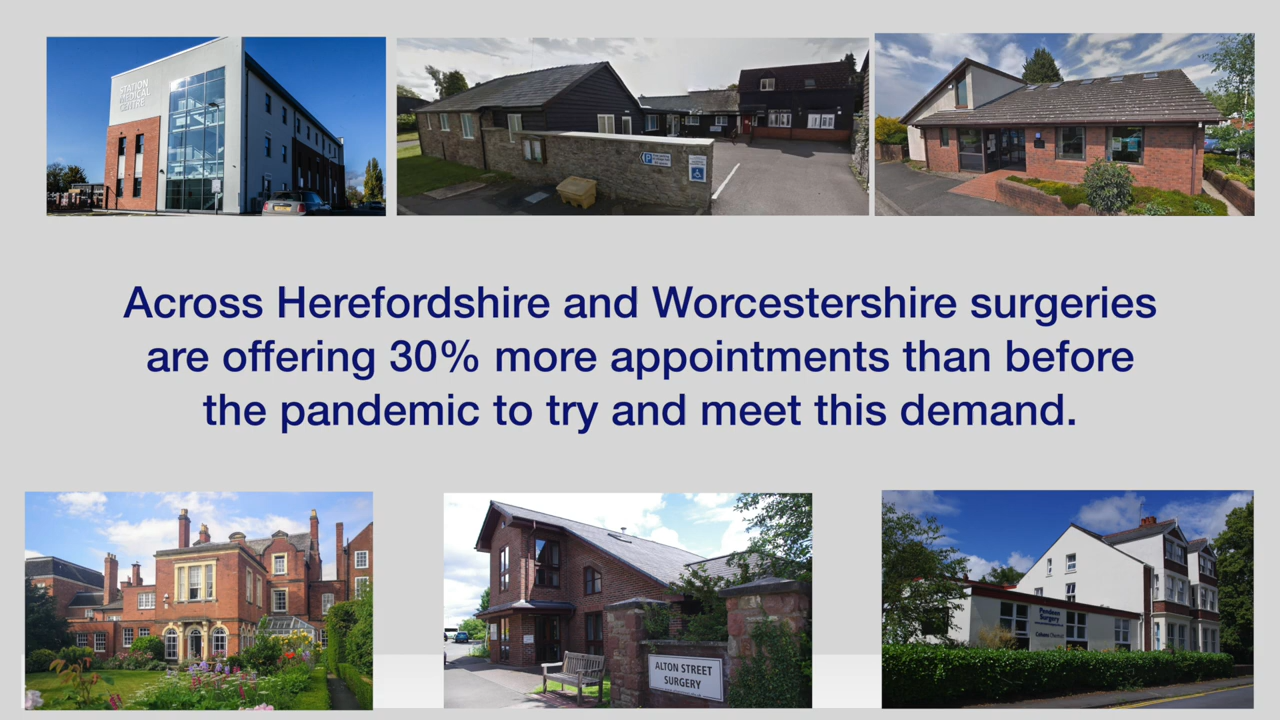 STATION
MEDICAL
CENTRE
P
Across Herefordshire and Worcestershire surgeries
are offering 30% more appointments than before
the pandemic to try and meet this demand.
ALTON STREET
SURGERY
Pendeen
Surgery